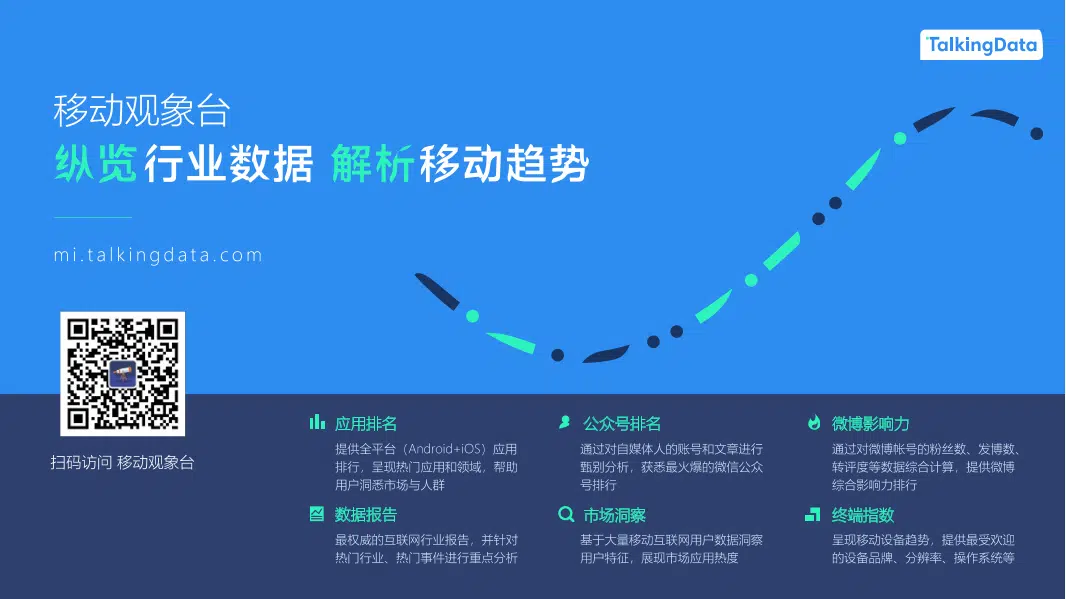 TalkingData
移动观象台
纵览行业数据 解析移动趋势
mi.talkingdata.com
扫码访问 移动观象台
应用排名
提供全平台（Android+iOS）应用
排行，呈现热门应用和领域，帮助
用户洞悉市场与人群
公众号排名
通过对自媒体人的账号和文章进行
甄别分析，获悉最火爆的微信公众
号排行
微博影响力
通过对微博帐号的粉丝数、发博数、
转评度等数据综合计算，提供微博
综合影响力排行
数据报告
最权威的互联网行业报告，并针对
热门行业、热门事件进行重点分析
市场洞察
基于大量移动互联网用户数据洞察
用户特征，展现市场应用热度
终端指数
呈现移动设备趋势，提供最受欢迎
的设备品牌、分辨率、操作系统等